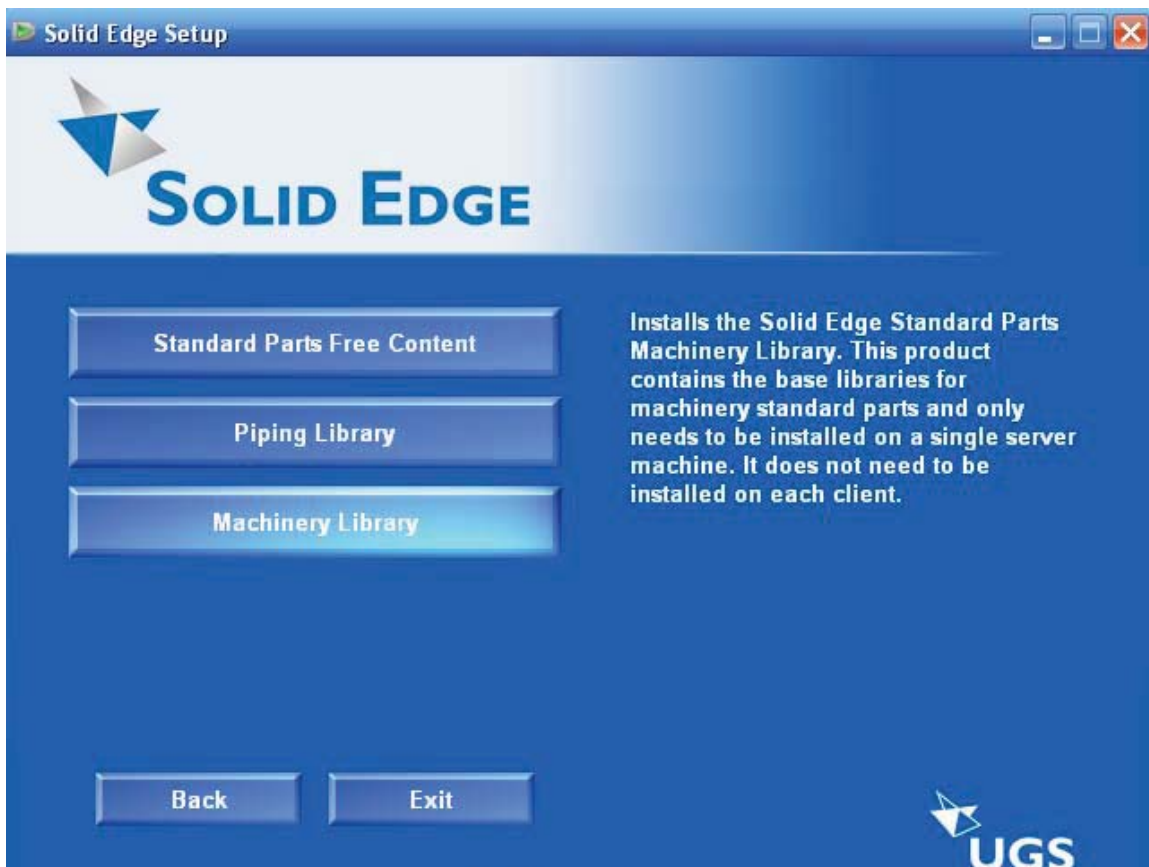 Solid Edge Setup
SOLID EDGE
Standard Parts Free Content
Piping Library
Machinery Library
Installs the Solid Edge Standard Parts
Machinery Library. This product
contains the base libraries for
machinery standard parts and only
needs to be installed on a single server
machine. It does not need to be
installed on each client.
Back
Exit
UGS